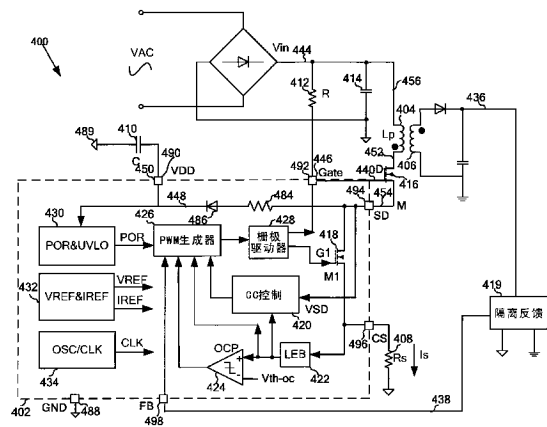 400
VAC
Vin
444
412
R
414
456
404
Lp
436
489
410
C
450
490
VDD
446
492
Gate
452
406
440
D
416
454
M
494
SD
448
484
486
430
POR&UVLO
POR
426
PWM生成器
428
栅极
驱动器
418
G1
M1
432
VREF&IREF
VREF
IREF
CC控制
420
VSD
OSC/CLK
CLK
434
OCP
424
Vth-oc
LEB
422
CS
496
408
Rs
Is
419
隔离反馈
402
GND
488
FB
498
438